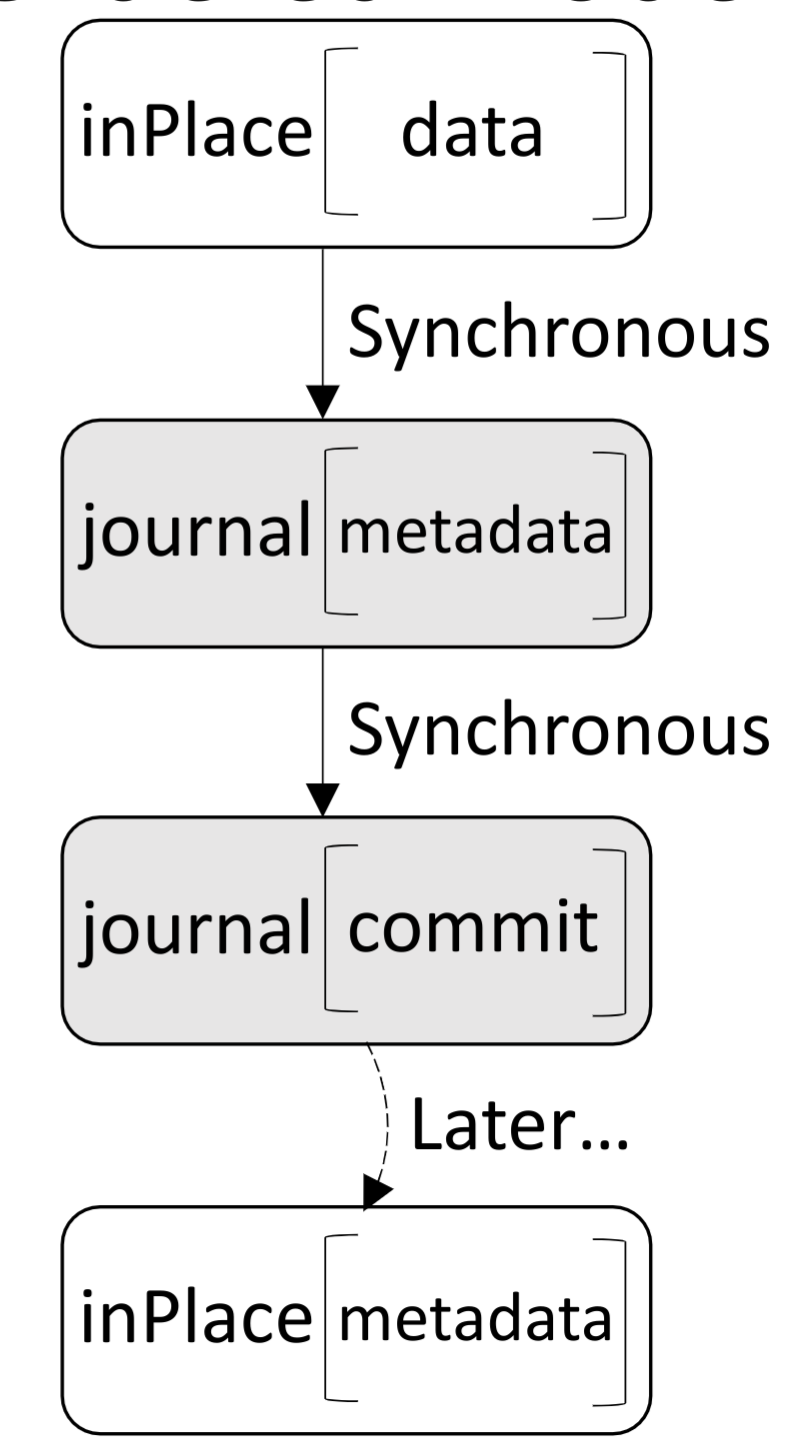 inPlace [ data ]
Synchronous
journal [ metadata ]
Synchronous
journal [ commit ]
Later...
inPlace [ metadata ]